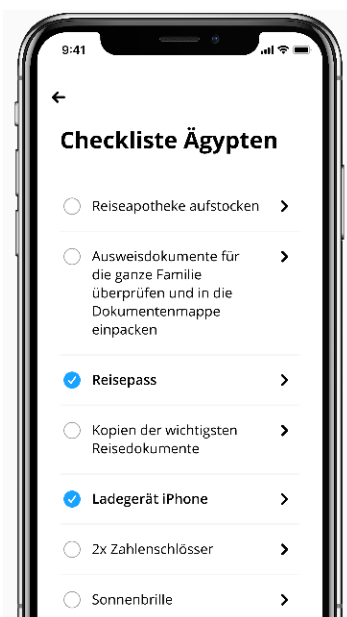 9:41
Checkliste Ägypten
Reiseapotheke aufstocken
Ausweisdokumente für
die ganze Familie
überprüfen und in die
Dokumentenmappe
einpacken
Reisepass
Kopien der wichtigsten
Reisedokumente
Ladegerät iPhone
2x Zahlenschlösser
Sonnenbrille